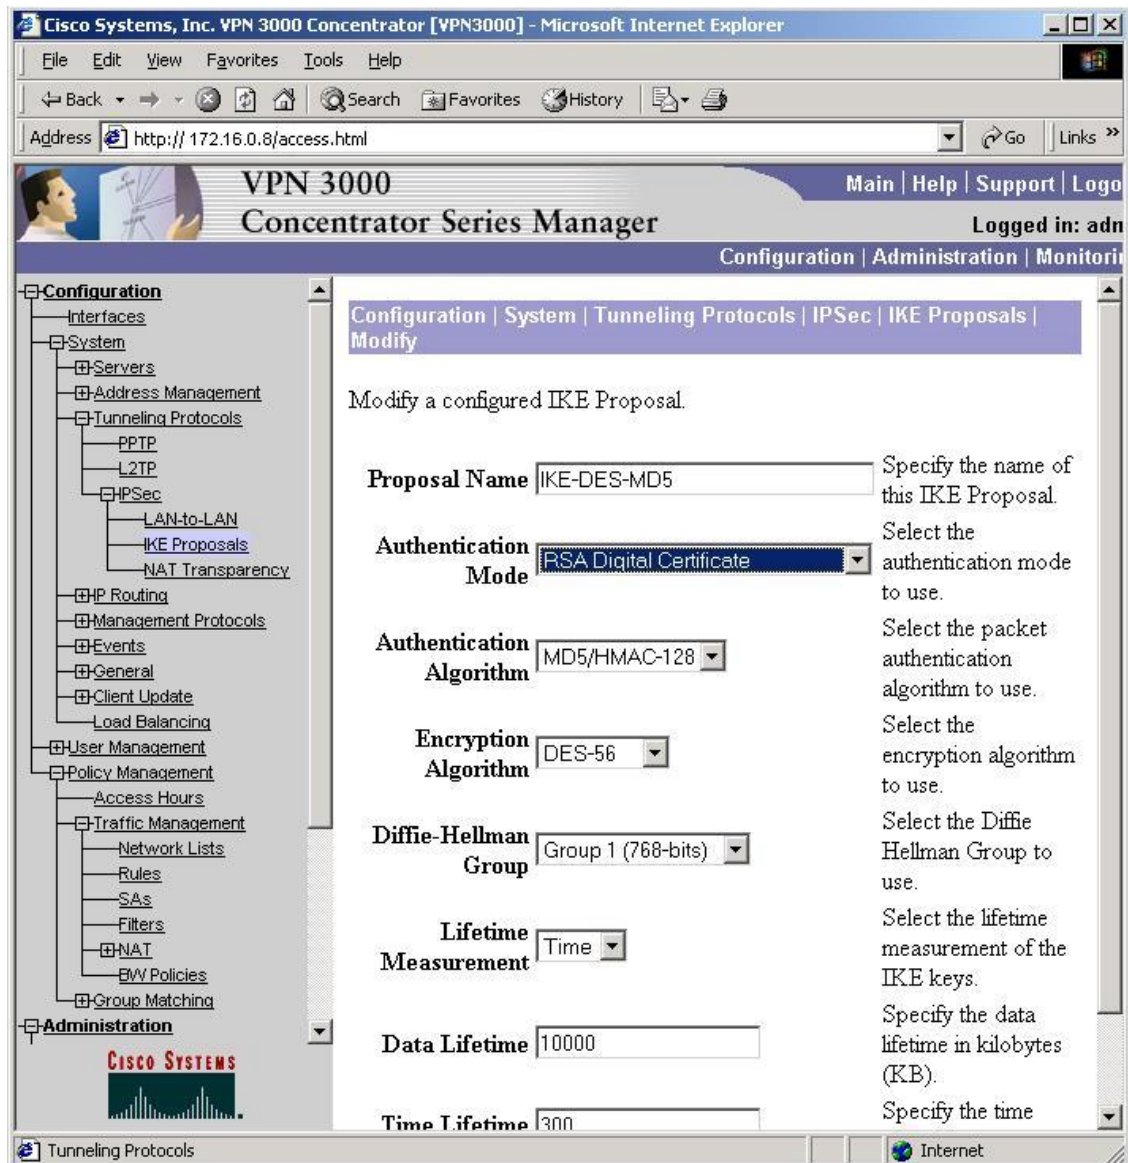 Cisco Systems, Inc. VPN 3000 Concentrator [VPN3000] - Microsoft Internet Explorer
File Edit View Favorites Tools Help
Back Search Favorites History
Address http:// 172.16.0.8/access.html Go Links »
VPN 3000
Concentrator Series Manager
Main | Help | Support | Logo
Logged in: adn
Configuration | Administration | Monitori
Configuration
Interfaces
System
Servers
Address Management
Tunneling Protocols
PPTP
L2TP
IPSec
LAN-to-LAN
IKE Proposals
NAT Transparency
IP Routing
Management Protocols
Events
General
Client Update
Load Balancing
User Management
Policy Management
Access Hours
Traffic Management
Network Lists
Rules
SAs
Filters
NAT
BW Policies
Group Matching
Administration
CISCO SYSTEMS
Configuration | System | Tunneling Protocols | IPSec | IKE Proposals |
Modify
Modify a configured IKE Proposal.
Proposal Name IKE-DES-MD5
Specify the name of
this IKE Proposal.
Authentication
Mode
RSA Digital Certificate
Select the
authentication mode
to use.
Authentication
Algorithm
MD5/HMAC-128
Select the packet
authentication
algorithm to use.
Encryption
Algorithm
DES-56
Select the
encryption algorithm
to use.
Diffie-Hellman
Group
Group 1 (768-bits)
Select the Diffie
Hellman Group to
use.
Lifetime
Measurement
Time
Select the lifetime
measurement of the
IKE keys.
Data Lifetime 10000
Specify the data
lifetime in kilobytes
(KB).
Time Lifetime 300
Specify the time
Tunneling Protocols
Internet